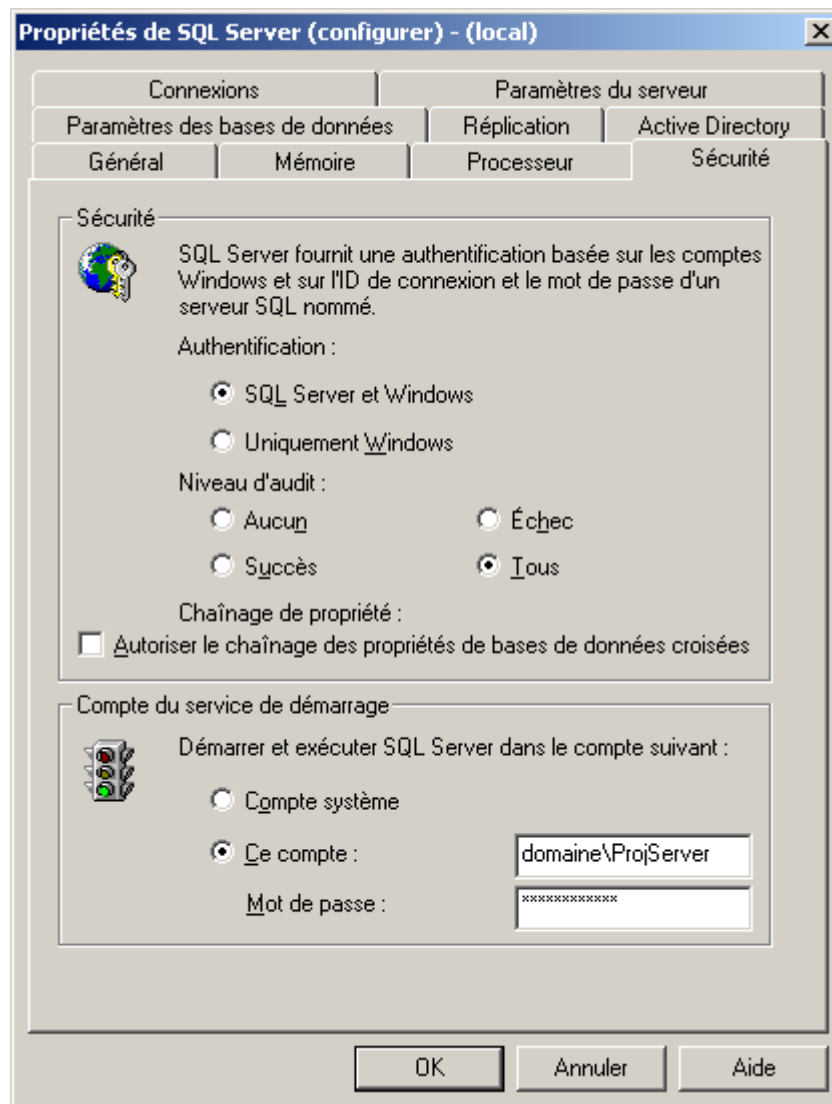 Propriétés de SQL Server (configurer) - (local)
Connexions
Paramètres du serveur
Paramètres des bases de données
Réplication
Active Directory
Général
Mémoire
Processeur
Sécurité
Sécurité
SQL Server fournit une authentification basée sur les comptes
Windows et sur l'ID de connexion et le mot de passe d'un
serveur SQL nommé.
Authentification :
SQL Server et Windows
Uniquement Windows
Niveau d'audit :
Aucun
Échec
Succès
Tous
Chaînage de propriété :
Autoriser le chaînage des propriétés de bases de données croisées
Compte du service de démarrage
Démarrer et exécuter SQL Server dans le compte suivant :
Compte système
Ce compte :
domaine\ProjServer
Mot de passe :
************
OK
Annuler
Aide